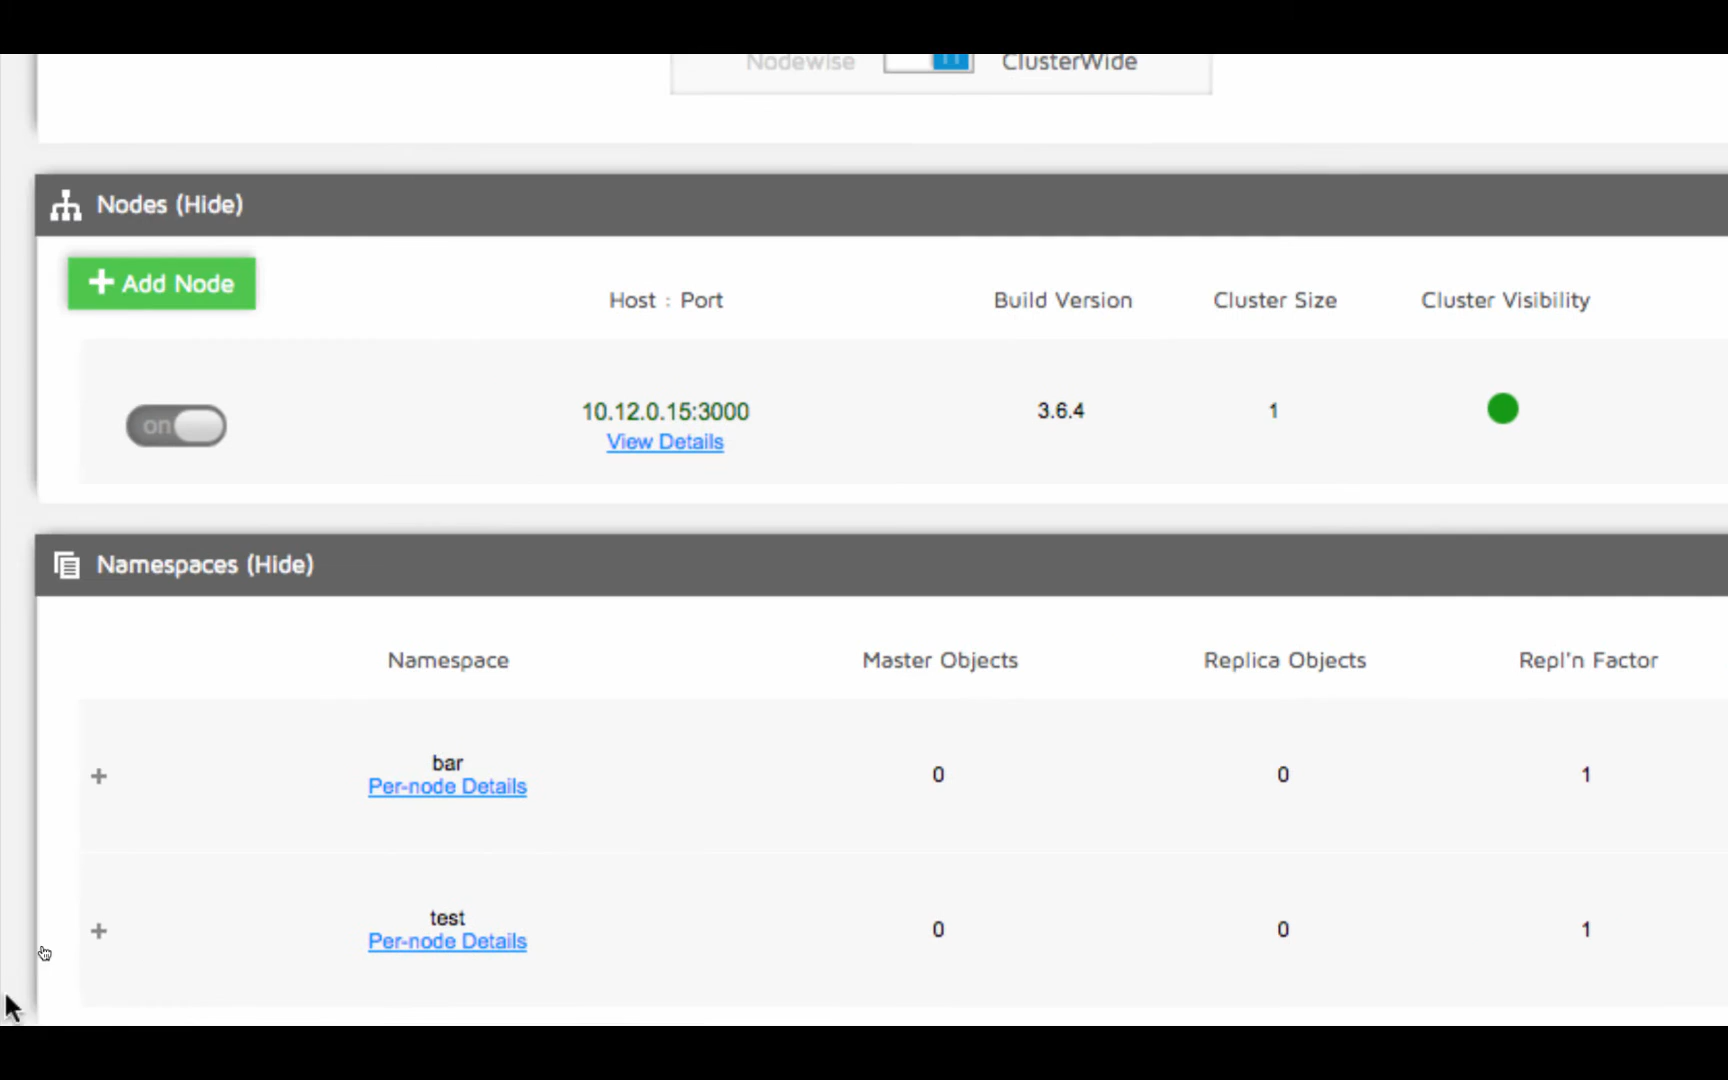 Nodewise ClusterWide
Nodes (Hide)
Add Node Host : Port Build Version Cluster Size Cluster Visibility
on 10.12.0.15:3000 3.6.4 1
View Details
Namespaces (Hide)
Namespace Master Objects Replica Objects Repl'n Factor
+ bar 0 0 1
Per-node Details
+ test 0 0 1
Per-node Details